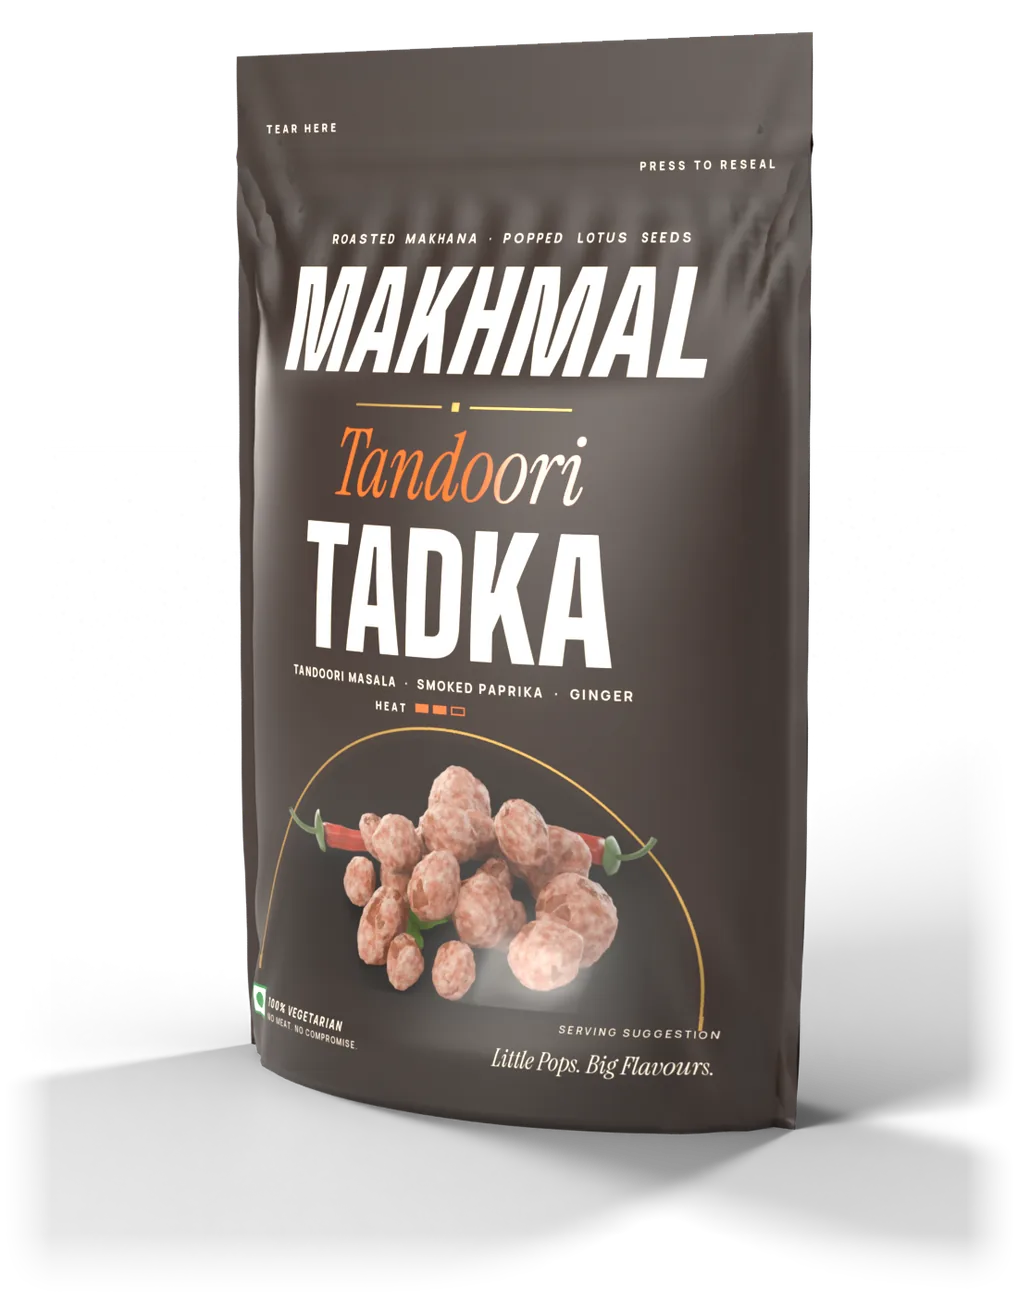 TEAR HERE
PRESS TO RESEAL
ROASTED MAKHANA · POPPED LOTUS SEEDS
MAKHMAL
Tandoori
TADKA
TANDOORI MASALA · SMOKED PAPRIKA · GINGER
HEAT
100% VEGETARIAN
NO MEAT. NO COMPROMISE.
SERVING SUGGESTION
Little Pops. Big Flavours.